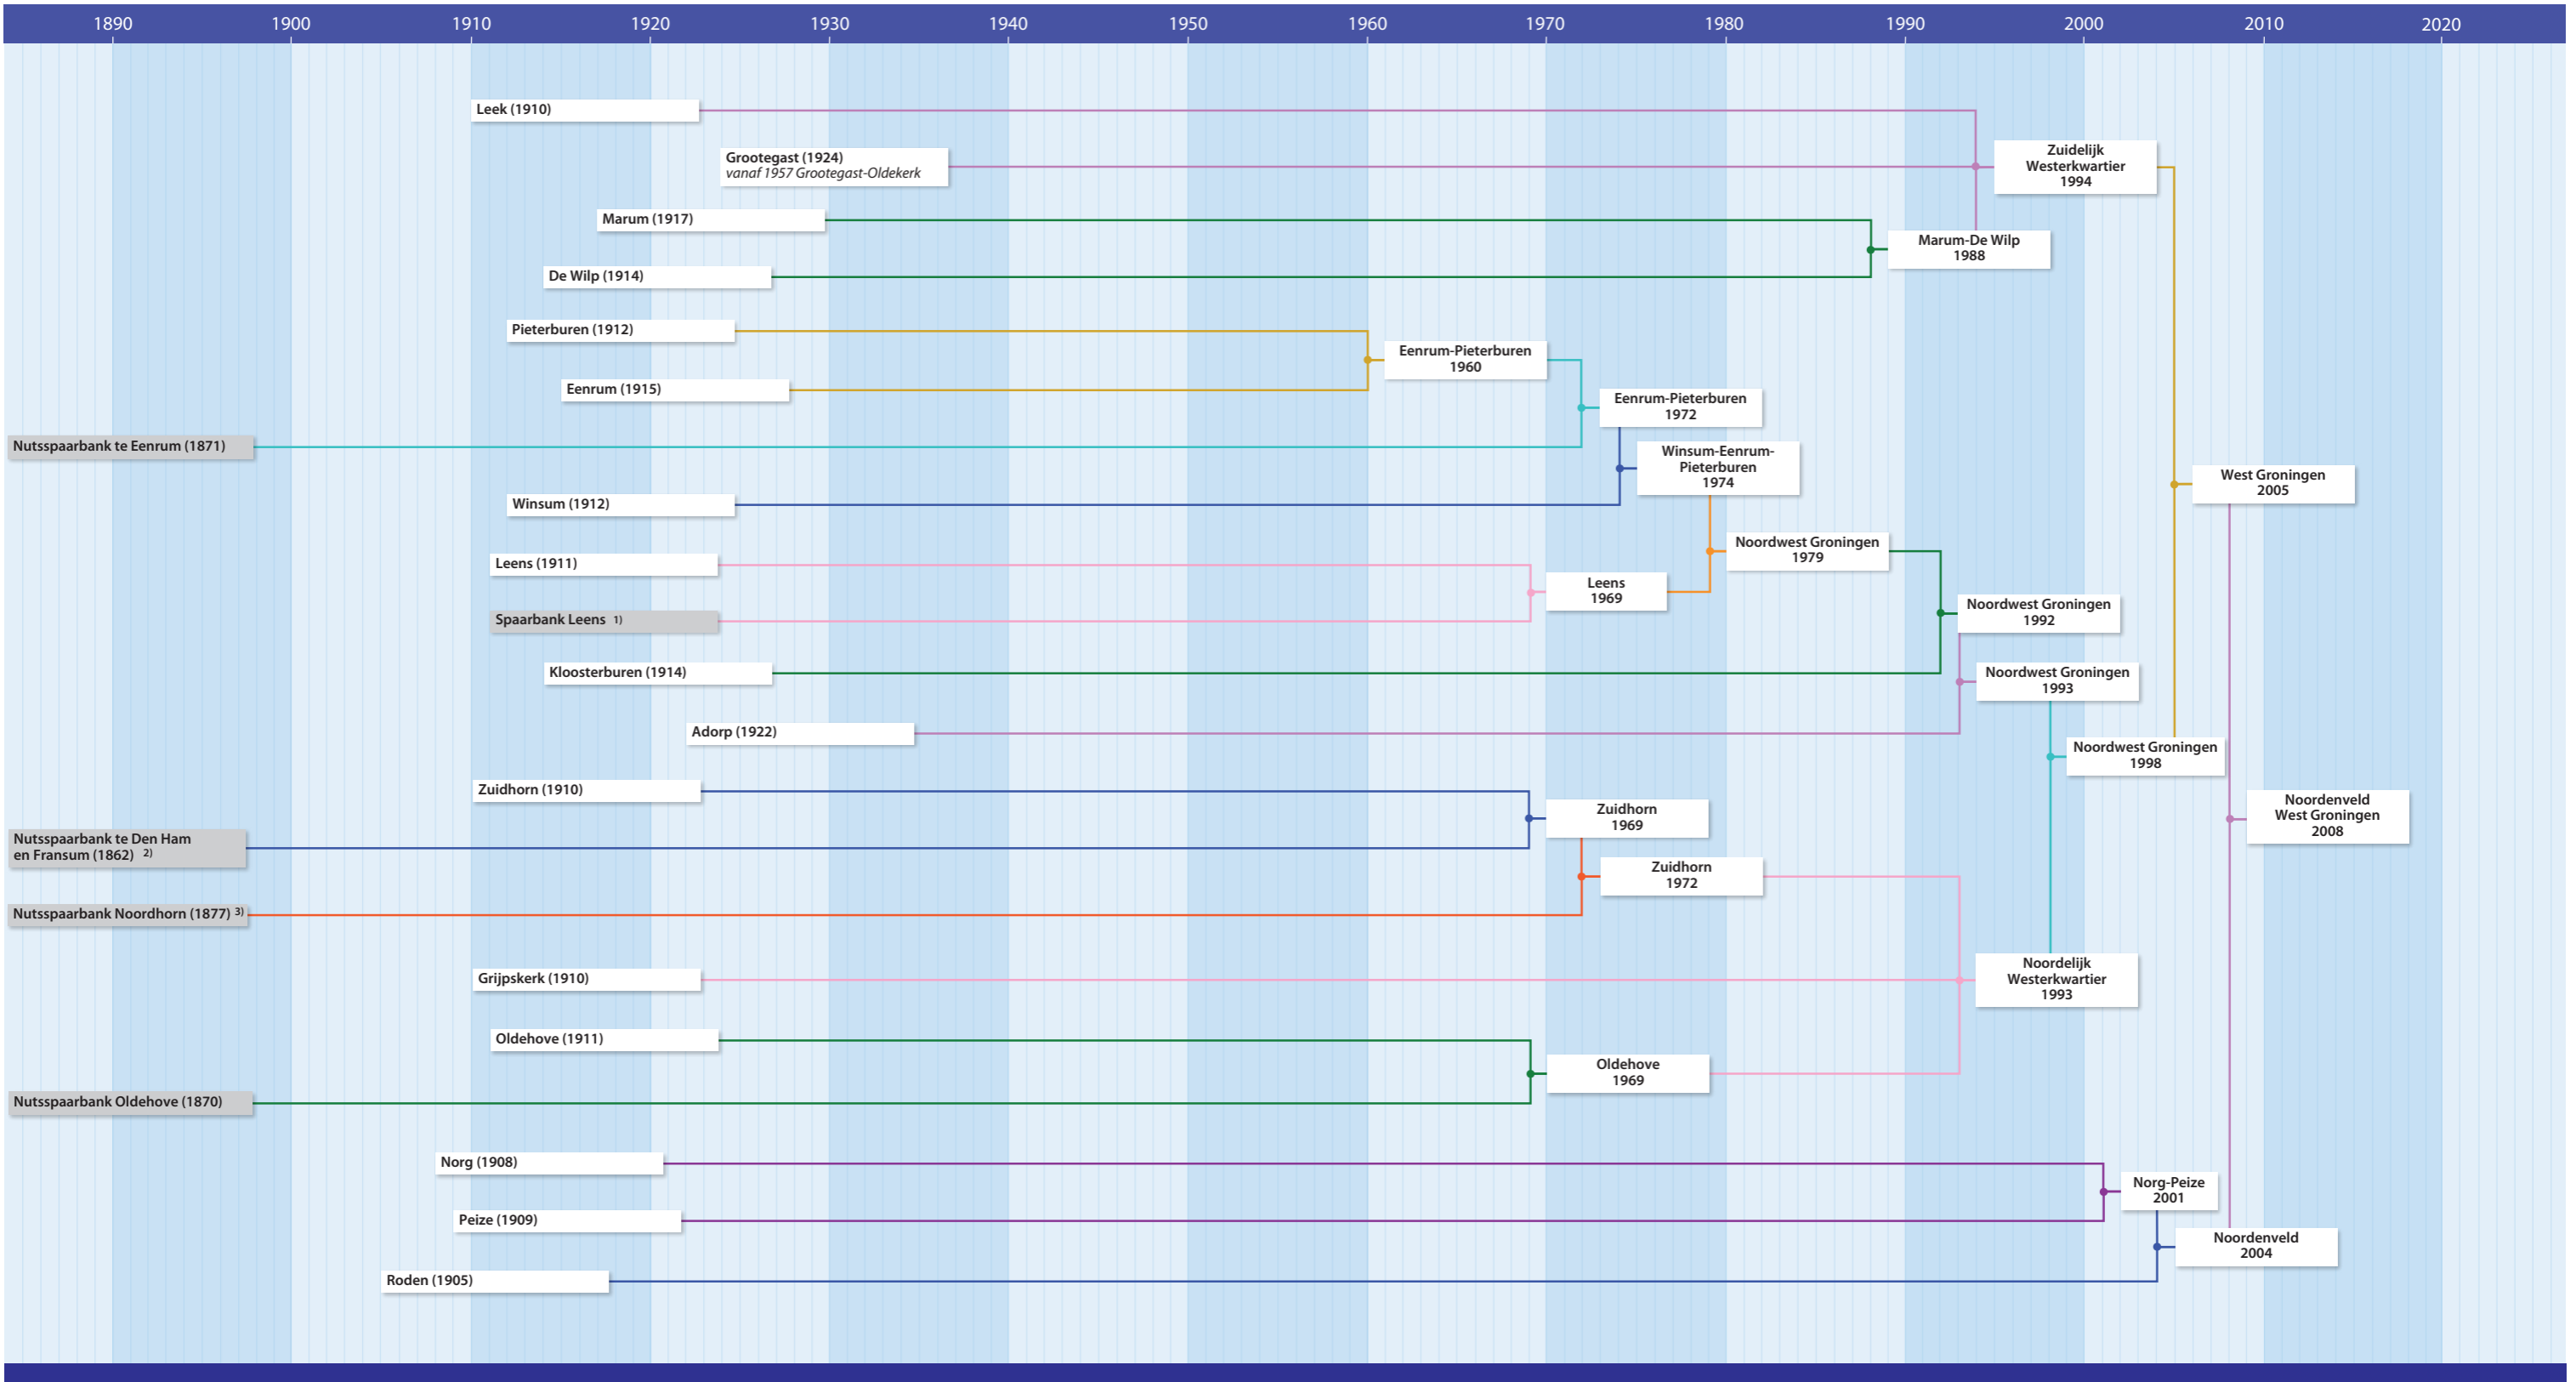 1890 1900 1910 1920 1930 1940 1950 1960 1970 1980 1990 2000 2010 2020
Leek (1910)
Grootegast (1924)
vanaf 1957 Grootegast-Oldekerk
Zuidelijk
Westerkwartier
1994
Marum (1917)
Marum-De Wilp
1988
De Wilp (1914)
Pieterburen (1912)
Eenrum-Pieterburen
1960
Eenrum (1915)
Eenrum-Pieterburen
1972
Nutsspaarbank te Eenrum (1871)
Winsum-Eenrum-
Pieterburen
1974
West Groningen
2005
Winsum (1912)
Noordwest Groningen
1979
Leens (1911)
Leens
1969
Spaarbank Leens 1)
Noordwest Groningen
1992
Kloosterburen (1914)
Noordwest Groningen
1993
Adorp (1922)
Noordwest Groningen
1998
Zuidhorn (1910)
Zuidhorn
1969
Noordenveld
West Groningen
2008
Nutsspaarbank te Den Ham
en Fransum (1862) 2)
Zuidhorn
1972
Nutsspaarbank Noordhorn (1877) 3)
Noordelijk
Westerkwartier
1993
Grijpskerk (1910)
Oldehove (1911)
Oldehove
1969
Nutsspaarbank Oldehove (1870)
Norg (1908)
Norg-Peize
2001
Peize (1909)
Noordenveld
2004
Roden (1905)